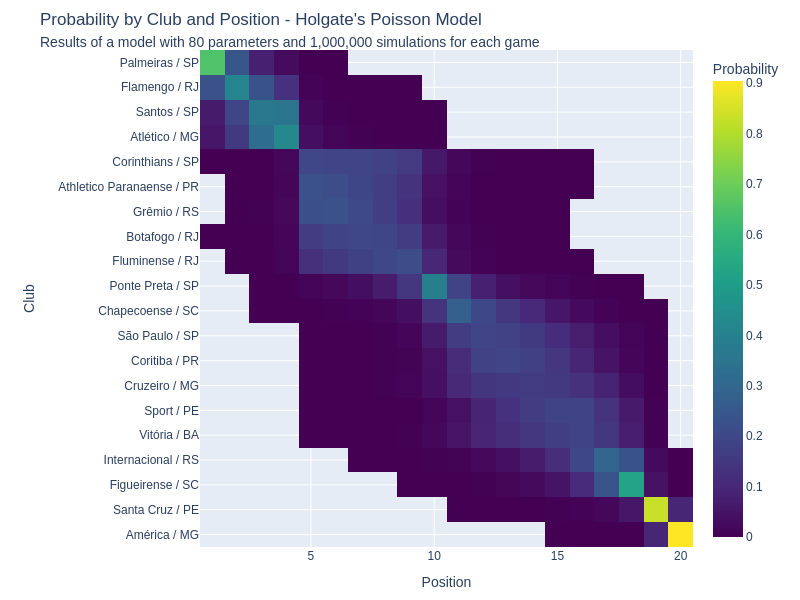 Probability by Club and Position - Holgate's Poisson Model
Results of a model with 80 parameters and 1,000,000 simulations for each game
Probability
Club
Palmeiras / SP
Flamengo / RJ
Santos / SP
Atlético / MG
Corinthians / SP
Athletico Paranaense / PR
Grêmio / RS
Botafogo / RJ
Fluminense / RJ
Ponte Preta / SP
Chapecoense / SC
São Paulo / SP
Coritiba / PR
Cruzeiro / MG
Sport / PE
Vitória / BA
Internacional / RS
Figueirense / SC
Santa Cruz / PE
América / MG
0.9
0.8
0.7
0.6
0.5
0.4
0.3
0.2
0.1
0
5 10 15 20
Position